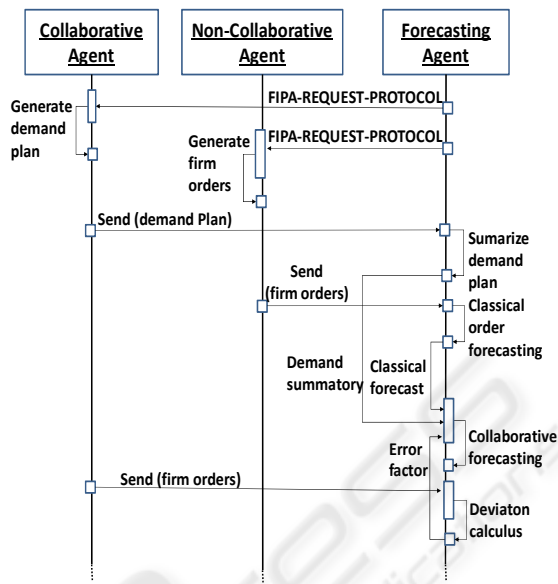 Collaborative
Agent
Non-Collaborative
Agent
Forecasting
Agent
FIPA-REQUEST-PROTOCOL
Generate
demand
plan
FIPA-REQUEST-PROTOCOL
Generate
firm
orders
Send (demand Plan)
Sumarize
demand
plan
Send
(firm orders)
Classical
order
forecasting
Demand
summatory
Classical
forecast
Collaborative
forecasting
Error
factor
Send (firm orders)
Deviaton
calculus